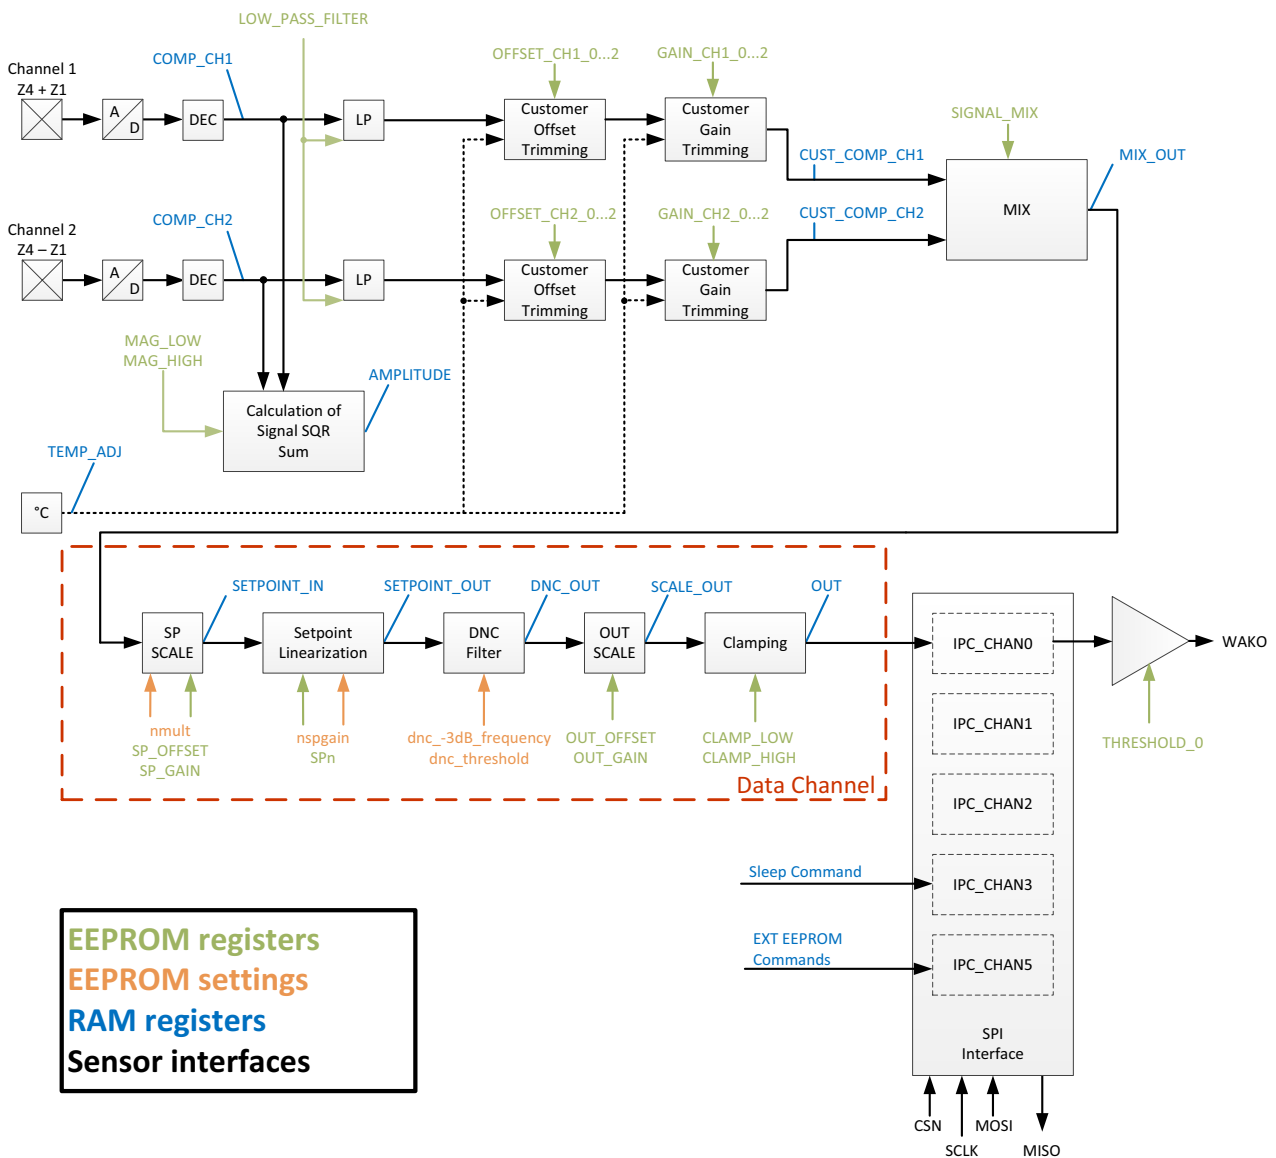 LOW_PASS_FILTER
COMP_CH1
OFFSET_CH1_0...2
GAIN_CH1_0...2
Channel 1
Z4 + Z1
A
D
DEC
LP
Customer
Offset
Trimming
Customer
Gain
Trimming
SIGNAL_MIX
CUST_COMP_CH1
MIX_OUT
MIX
COMP_CH2
OFFSET_CH2_0...2
GAIN_CH2_0...2
CUST_COMP_CH2
Channel 2
Z4 – Z1
A
D
DEC
LP
Customer
Offset
Trimming
Customer
Gain
Trimming
MAG_LOW
MAG_HIGH
AMPLITUDE
Calculation of
Signal SQR
Sum
TEMP_ADJ
°C
SETPOINT_IN
SETPOINT_OUT
DNC_OUT
SCALE_OUT
OUT
SP
SCALE
Setpoint
Linearization
DNC
Filter
OUT
SCALE
Clamping
nmult
SP_OFFSET
SP_GAIN
nspgain
SPn
dnc_-3dB_frequency
dnc_threshold
OUT_OFFSET
OUT_GAIN
CLAMP_LOW
CLAMP_HIGH
Data Channel
IPC_CHAN0
WAKO
IPC_CHAN1
THRESHOLD_0
IPC_CHAN2
Sleep Command
IPC_CHAN3
EXT EEPROM
Commands
IPC_CHAN5
SPI
Interface
CSN
SCLK
MOSI
MISO
EEPROM registers
EEPROM settings
RAM registers
Sensor interfaces